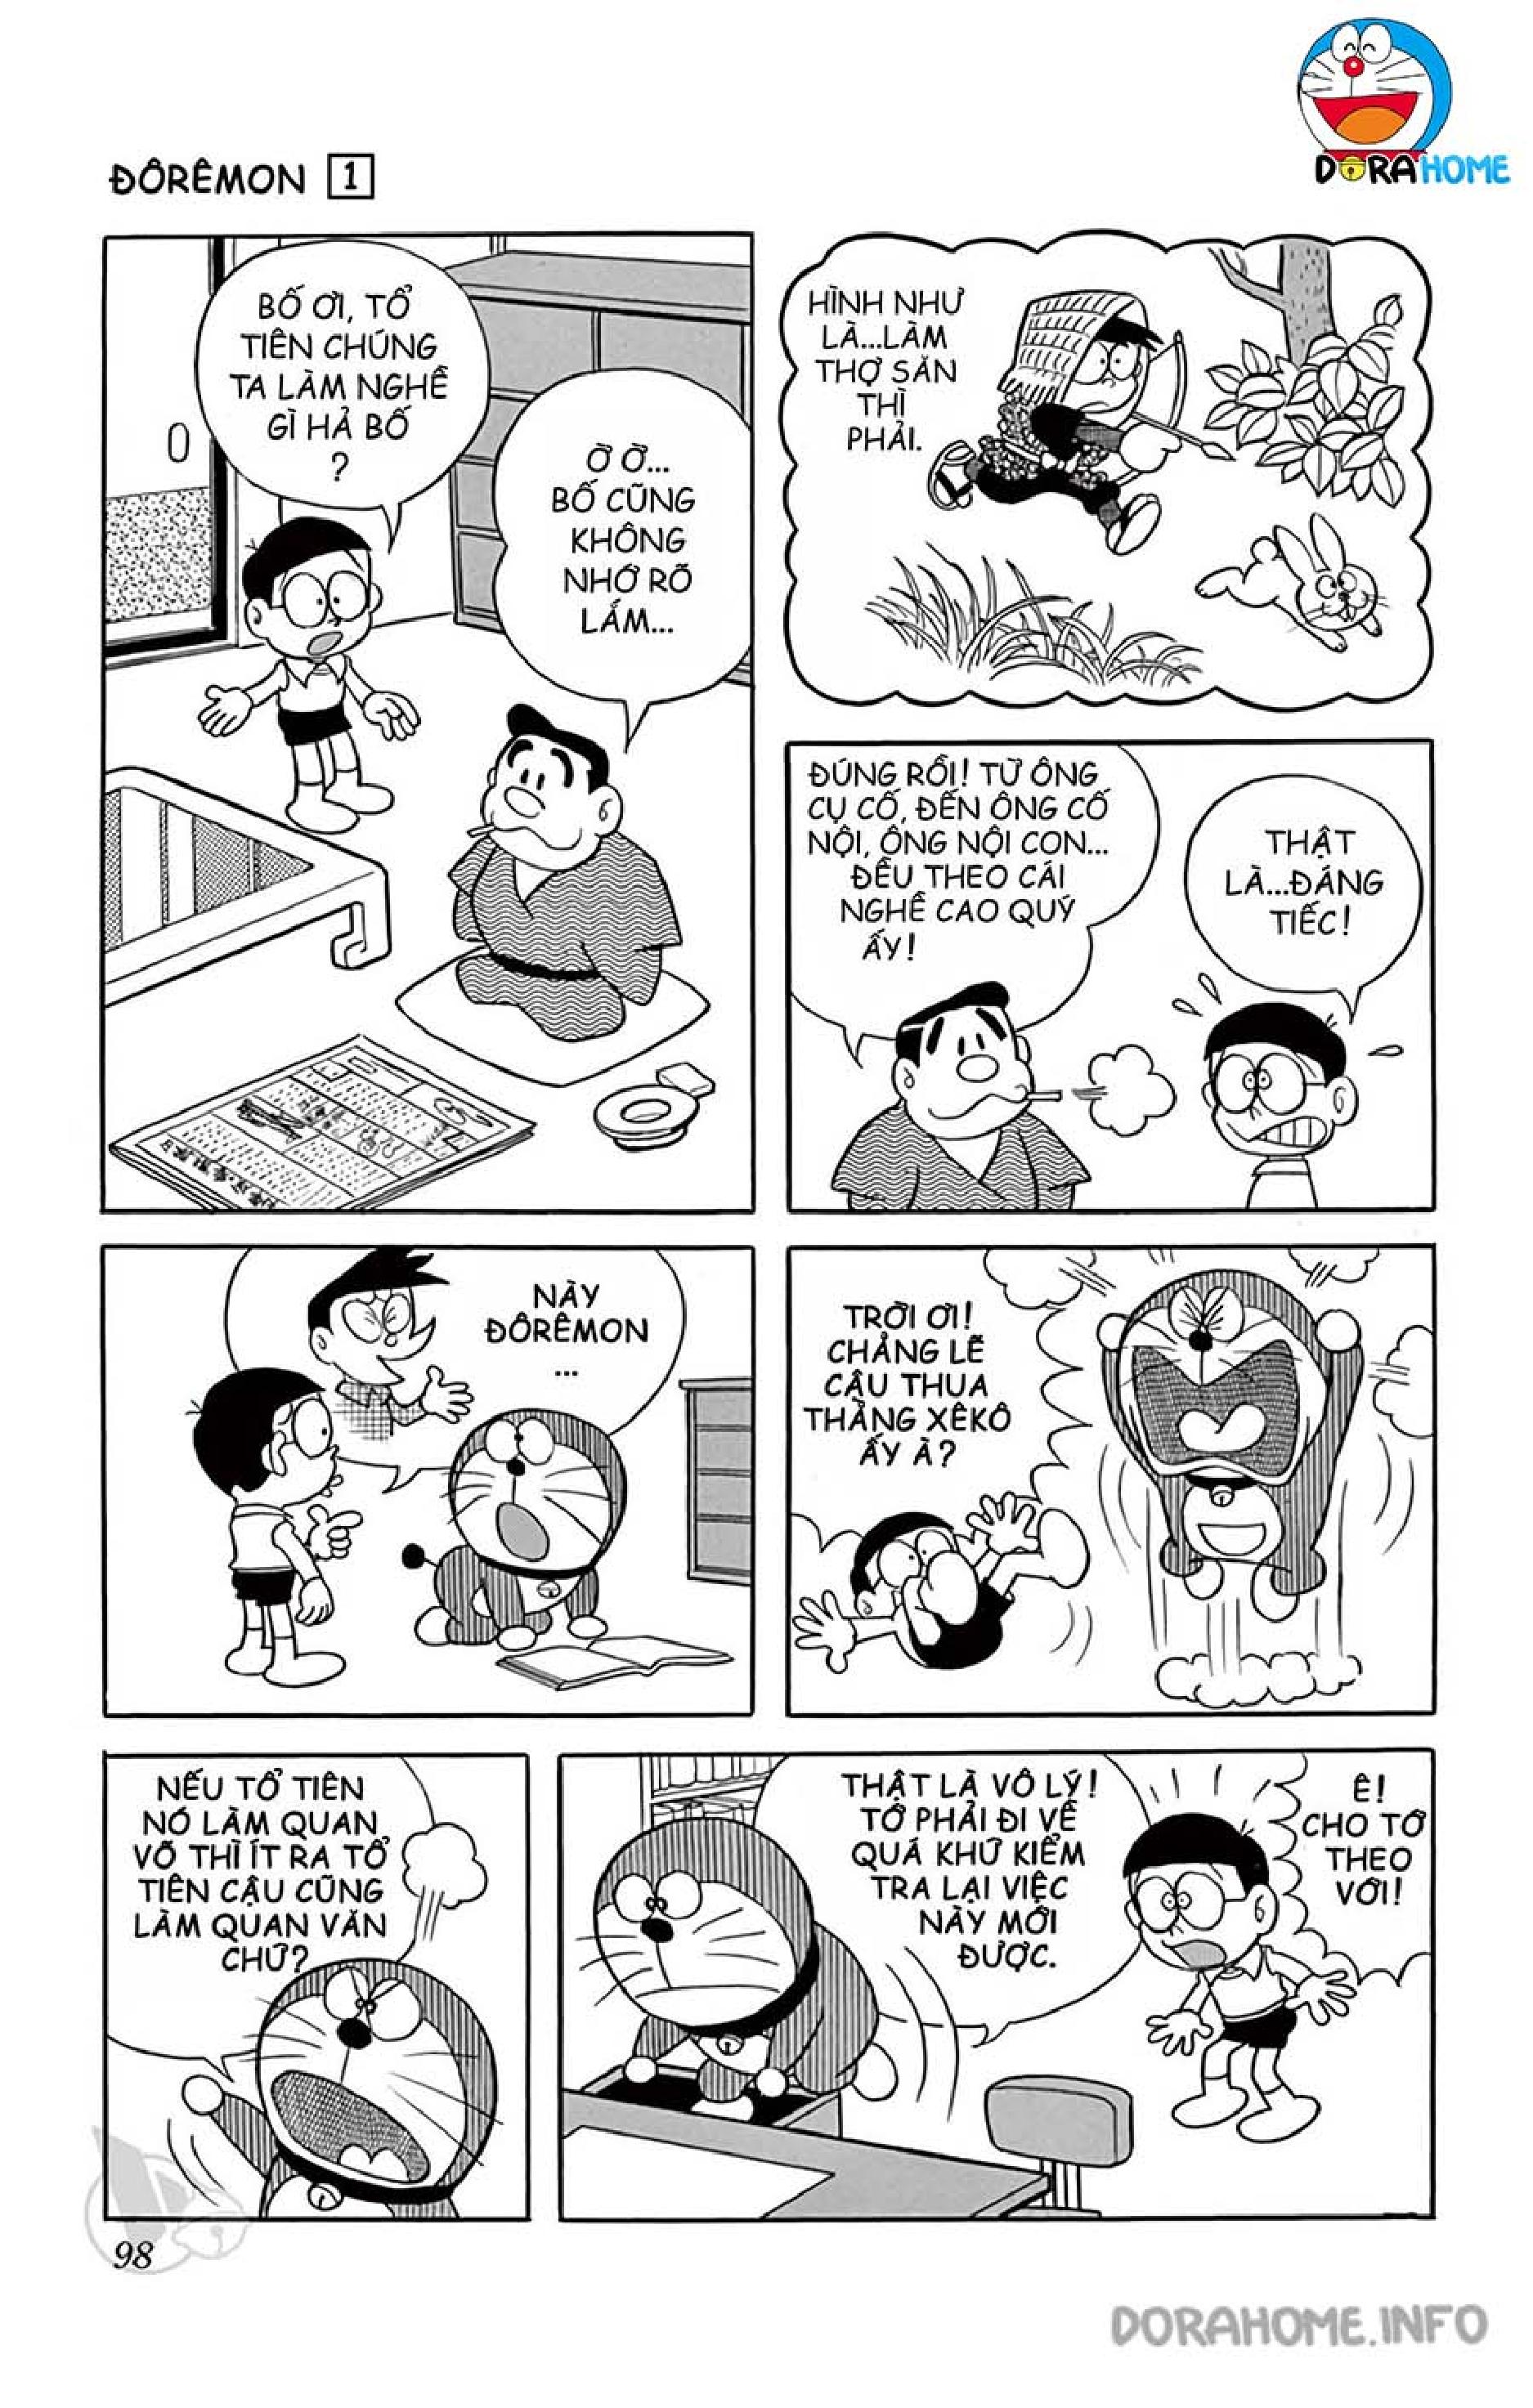 DORAHOME
ĐÔRÊMON 1
BỐ ƠI, TỔ
TIÊN CHÚNG
TA LÀM NGHỀ
GÌ HẢ BỐ
?
Ờ Ờ...
BỐ CŨNG
KHÔNG
NHỚ RÕ
LẮM...
HÌNH NHƯ
LÀ...LÀM
THỢ SĂN
THÌ
PHẢI.
ĐÚNG RỒI! TỪ ÔNG
CỤ CỐ, ĐẾN ÔNG CỐ
NỘI, ÔNG NỘI CON...
ĐỀU THEO CÁI
NGHỀ CAO QUÝ
ẤY!
THẬT
LÀ...ĐÁNG
TIẾC!
NÀY
ĐÔRÊMON
...
TRỜI ƠI!
CHẲNG LẼ
CẬU THUA
THẰNG XÊKÔ
ẤY À?
NẾU TỔ TIÊN
NÓ LÀM QUAN
VÕ THÌ ÍT RA TỔ
TIÊN CẬU CŨNG
LÀM QUAN VĂN
CHỨ?
THẬT LÀ VÔ LÝ!
TỚ PHẢI ĐI VỀ
QUÁ KHỨ KIỂM
TRA LẠI VIỆC
NÀY MỚI
ĐƯỢC.
Ê!
CHO TỚ
THEO
VỚI!
98
DORAHOME.INFO